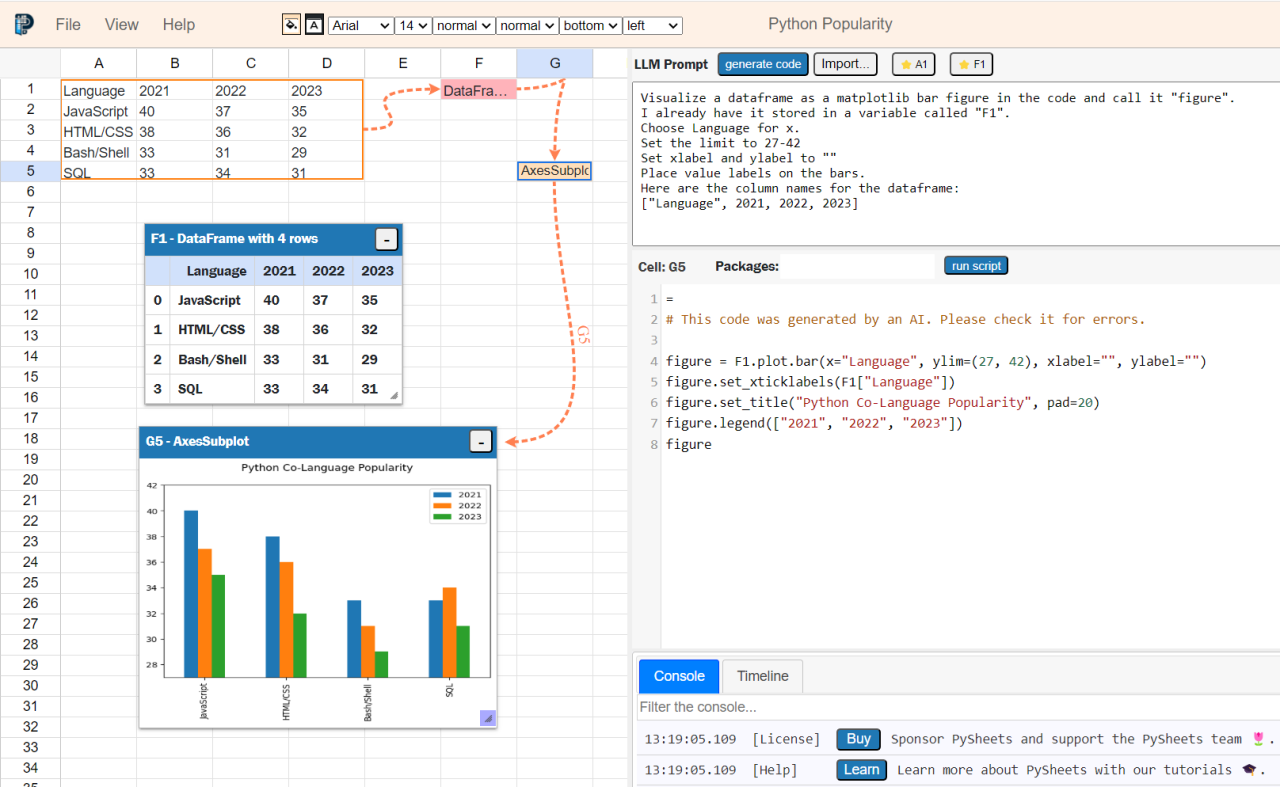 File View Help Arial 14 normal normal bottom left Python Popularity
A B C D E F G
1 Language 2021 2022 2023 DataFra...
2 JavaScript 40 37 35
3 HTML/CSS 38 36 32
4 Bash/Shell 33 31 29
5 SQL 33 34 31 AxesSubplo
6
7
8
9
10
11
12
13
14
15
16
17
18
19
20
21
22
23
24
25
26
27
28
29
30
31
32
33
34
35
F1 - DataFrame with 4 rows -
Language 2021 2022 2023
0 JavaScript 40 37 35
1 HTML/CSS 38 36 32
2 Bash/Shell 33 31 29
3 SQL 33 34 31
G5
G5 - AxesSubplot -
Python Co-Language Popularity
42
40
38
36
34
32
30
28
2021
2022
2023
JavaScript HTML/CSS Bash/Shell SQL
LLM Prompt generate code Import... ⭐ A1 ⭐ F1
Visualize a dataframe as a matplotlib bar figure in the code and call it "figure".
I already have it stored in a variable called "F1".
Choose Language for x.
Set the limit to 27-42
Set xlabel and ylabel to ""
Place value labels on the bars.
Here are the column names for the dataframe:
["Language", 2021, 2022, 2023]
Cell: G5 Packages: run script
1 =
2 # This code was generated by an AI. Please check it for errors.
3
4 figure = F1.plot.bar(x="Language", ylim=(27, 42), xlabel="", ylabel="")
5 figure.set_xticklabels(F1["Language"])
6 figure.set_title("Python Co-Language Popularity", pad=20)
7 figure.legend(["2021", "2022", "2023"])
8 figure
Console Timeline
Filter the console...
13:19:05.109 [License] Buy Sponsor PySheets and support the PySheets team 🌷.
13:19:05.109 [Help] Learn Learn more about PySheets with our tutorials 🎓.